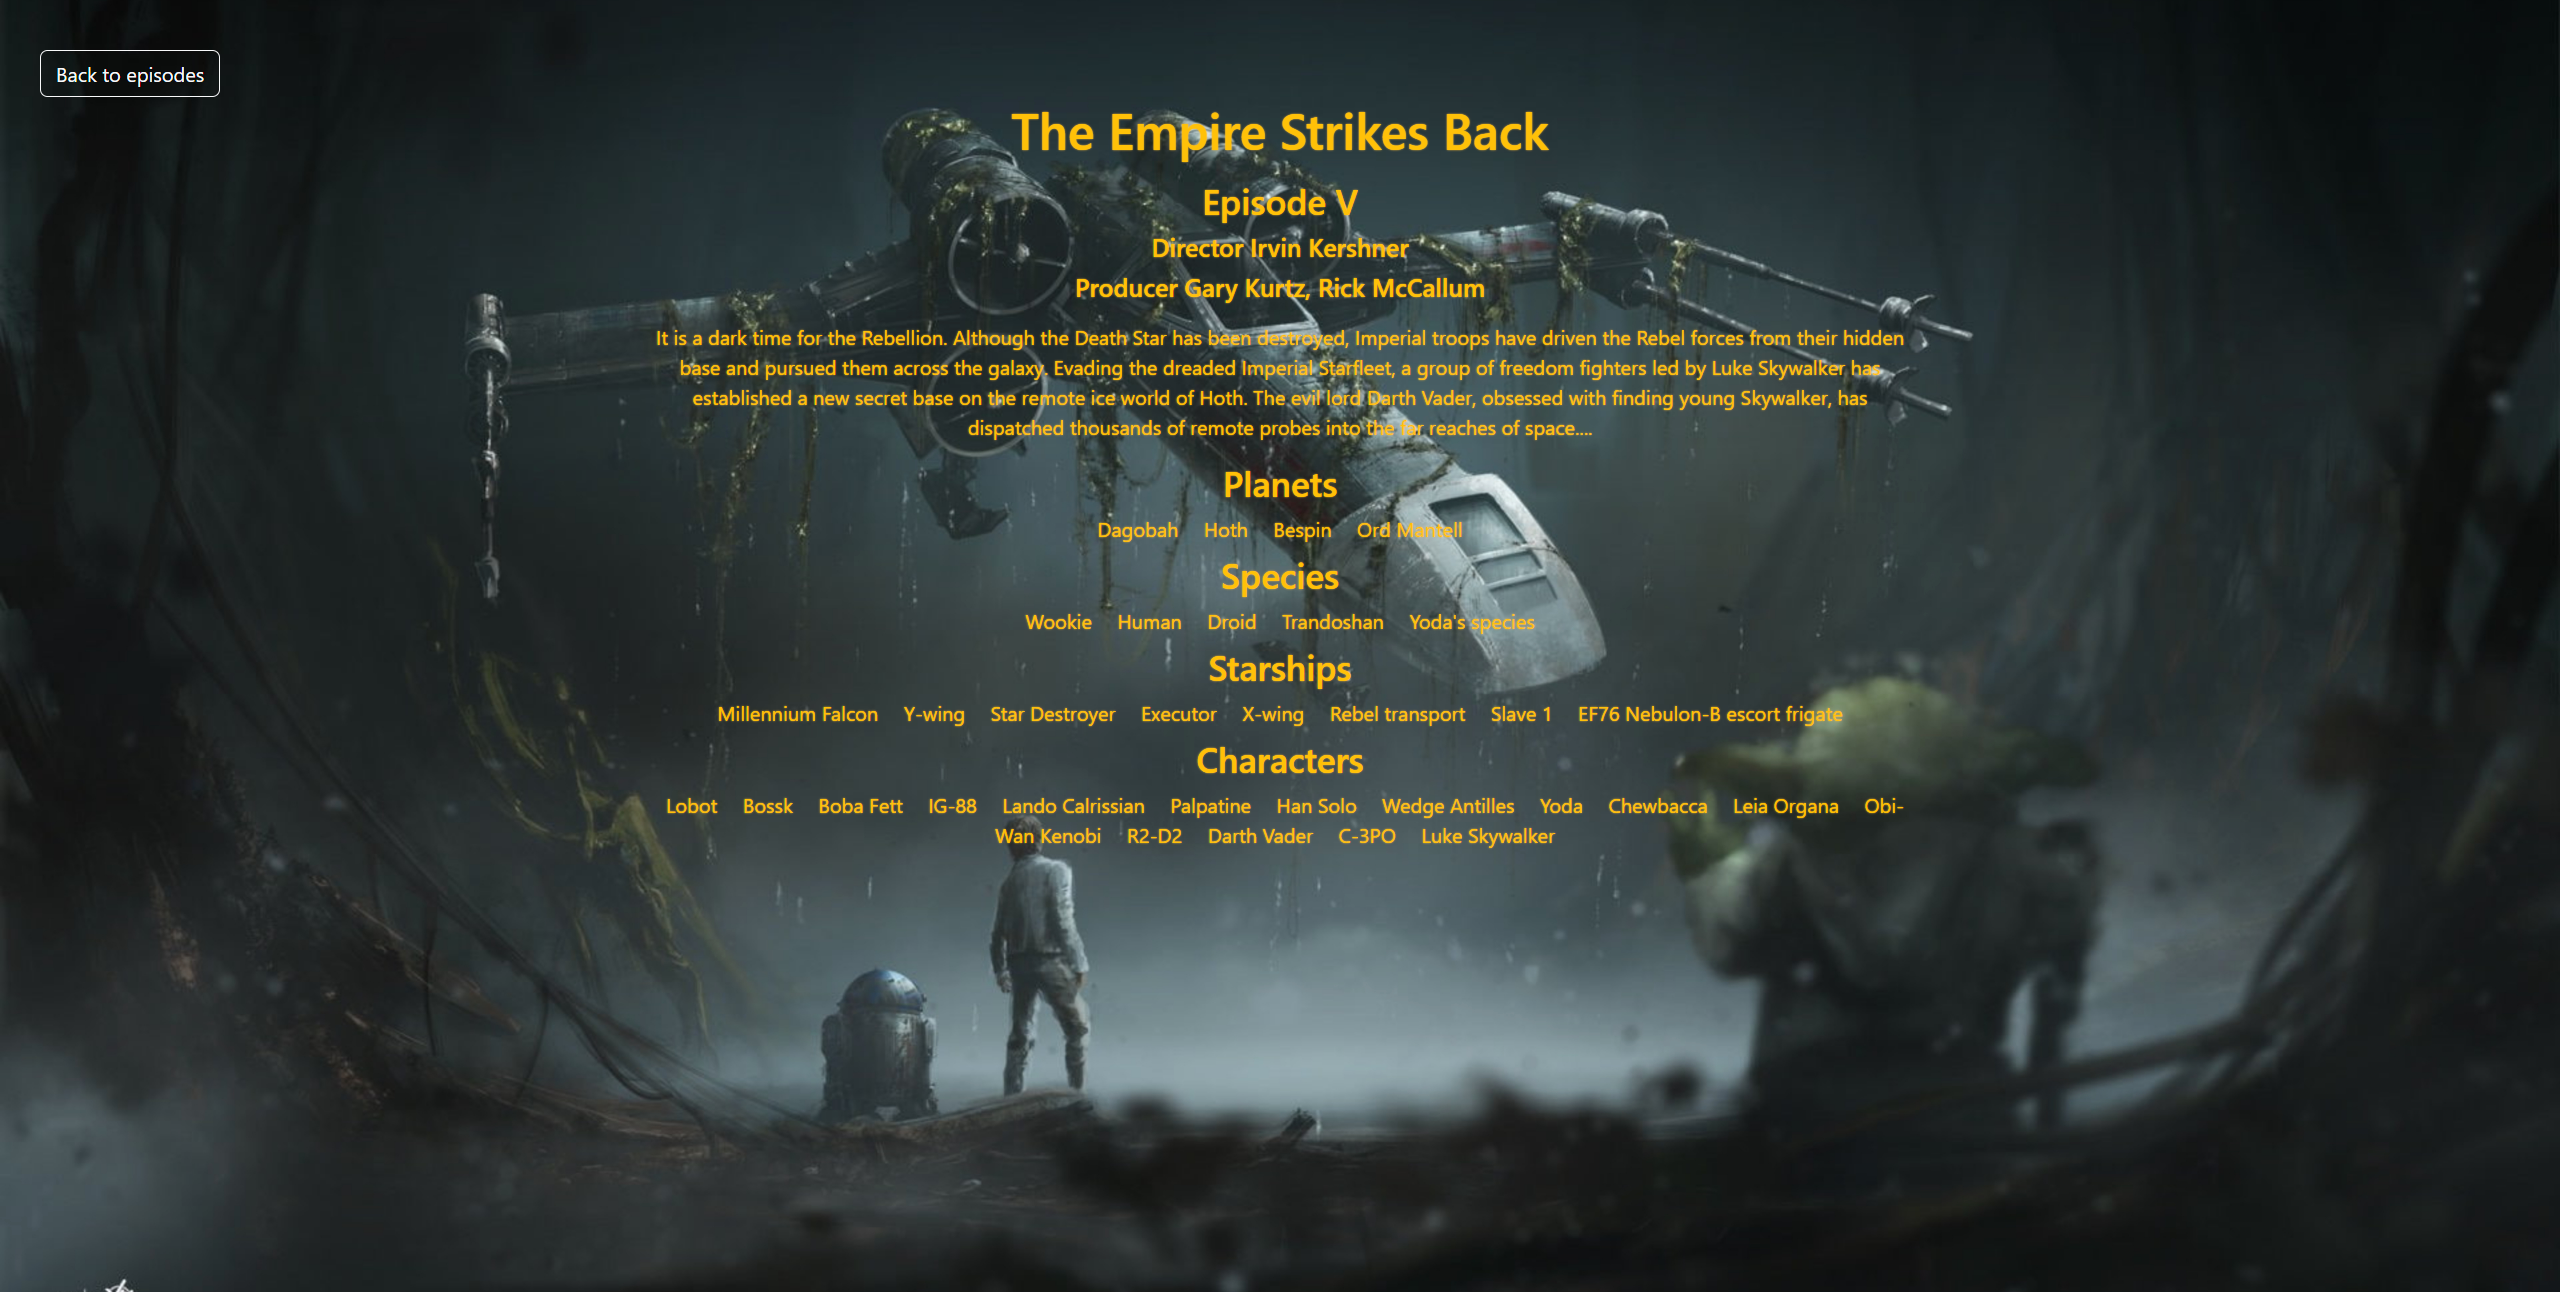 Back to episodes
The Empire Strikes Back
Episode V
Director Irvin Kershner
Producer Gary Kurtz, Rick McCallum
It is a dark time for the Rebellion. Although the Death Star has been destroyed, Imperial troops have driven the Rebel forces from their hidden
base and pursued them across the galaxy. Evading the dreaded Imperial Starfleet, a group of freedom fighters led by Luke Skywalker has
established a new secret base on the remote ice world of Hoth. The evil lord Darth Vader, obsessed with finding young Skywalker, has
dispatched thousands of remote probes into the far reaches of space....
Planets
Dagobah Hoth Bespin Ord Mantell
Species
Wookie Human Droid Trandoshan Yoda's species
Starships
Millennium Falcon Y-wing Star Destroyer Executor X-wing Rebel transport Slave 1 EF76 Nebulon-B escort frigate
Characters
Lobot Bossk Boba Fett IG-88 Lando Calrissian Palpatine Han Solo Wedge Antilles Yoda Chewbacca Leia Organa Obi-
Wan Kenobi R2-D2 Darth Vader C-3PO Luke Skywalker